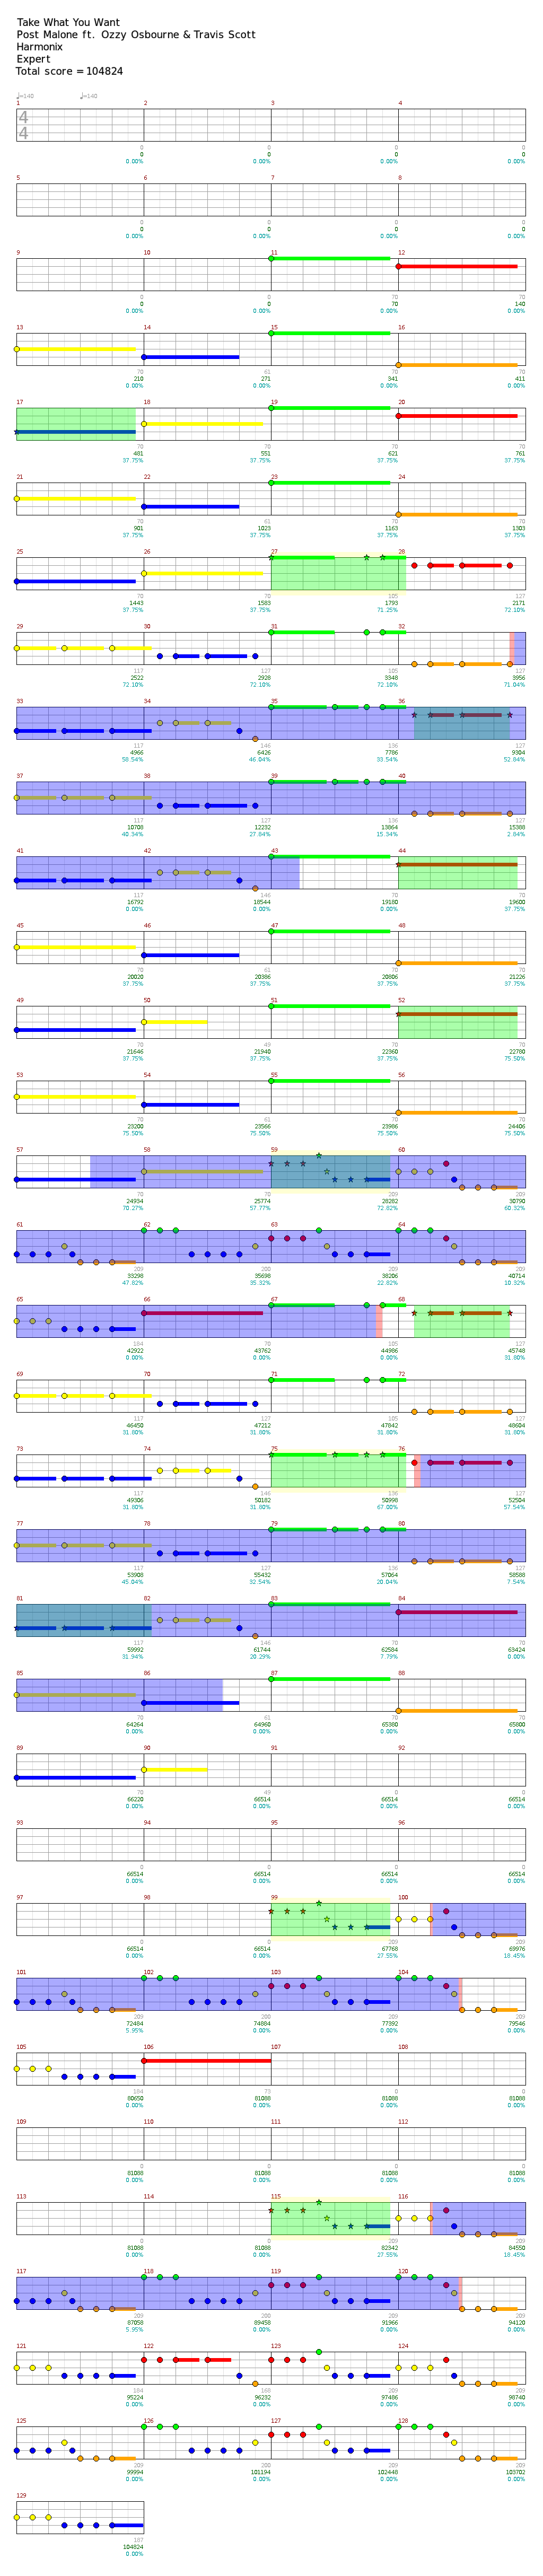 Take What You Want
Post Malone ft. Ozzy Osbourne & Travis Scott
Harmonix
Expert
Total score = 104824
♩=140 ♩=140
1 2 3 4
4
4
0 0 0 0
0 0 0 0
0.00% 0.00% 0.00% 0.00%
5 6 7 8
0 0 0 0
0 0 0 0
0.00% 0.00% 0.00% 0.00%
9 10 11 12
0 0 70 70
0 0 70 140
0.00% 0.00% 0.00% 0.00%
13 14 15 16
70 61 70 70
210 271 341 411
0.00% 0.00% 0.00% 0.00%
17 18 19 20
70 70 70 70
481 551 621 761
37.75% 37.75% 37.75% 37.75%
21 22 23 24
70 61 70 70
901 1023 1163 1303
37.75% 37.75% 37.75% 37.75%
25 26 27 28
70 70 105 127
1443 1583 1793 2171
37.75% 37.75% 71.25% 72.10%
29 30 31 32
117 127 105 127
2522 2928 3348 3956
72.10% 72.10% 72.10% 71.04%
33 34 35 36
117 146 136 127
4966 6426 7786 9304
58.54% 46.04% 33.54% 52.84%
37 38 39 40
117 127 136 127
10708 12232 13864 15388
40.34% 27.84% 15.34% 2.84%
41 42 43 44
117 146 70 70
16792 18544 19180 19600
0.00% 0.00% 0.00% 37.75%
45 46 47 48
70 61 70 70
20020 20386 20806 21226
37.75% 37.75% 37.75% 37.75%
49 50 51 52
70 49 70 70
21646 21940 22360 22780
37.75% 37.75% 37.75% 75.50%
53 54 55 56
70 61 70 70
23200 23566 23986 24406
75.50% 75.50% 75.50% 75.50%
57 58 59 60
70 70 209 209
24934 25774 28282 30790
70.27% 57.77% 72.82% 60.32%
61 62 63 64
209 200 209 209
33298 35698 38206 40714
47.82% 35.32% 22.82% 10.32%
65 66 67 68
184 70 105 127
42922 43762 44986 45748
0.00% 0.00% 0.00% 31.80%
69 70 71 72
117 127 105 127
46450 47212 47842 48604
31.80% 31.80% 31.80% 31.80%
73 74 75 76
117 146 136 127
49306 50182 50998 52504
31.80% 31.80% 67.00% 57.54%
77 78 79 80
117 127 136 127
53908 55432 57064 58588
45.04% 32.54% 20.04% 7.54%
81 82 83 84
117 146 70 70
59992 61744 62584 63424
31.94% 20.29% 7.79% 0.00%
85 86 87 88
70 61 70 70
64264 64960 65380 65800
0.00% 0.00% 0.00% 0.00%
89 90 91 92
70 49 0 0
66220 66514 66514 66514
0.00% 0.00% 0.00% 0.00%
93 94 95 96
0 0 0 0
66514 66514 66514 66514
0.00% 0.00% 0.00% 0.00%
97 98 99 100
0 0 209 209
66514 66514 67768 69976
0.00% 0.00% 27.55% 18.45%
101 102 103 104
209 200 209 209
72484 74884 77392 79546
5.95% 0.00% 0.00% 0.00%
105 106 107 108
184 73 0 0
80650 81088 81088 81088
0.00% 0.00% 0.00% 0.00%
109 110 111 112
0 0 0 0
81088 81088 81088 81088
0.00% 0.00% 0.00% 0.00%
113 114 115 116
0 0 209 209
81088 81088 82342 84550
0.00% 0.00% 27.55% 18.45%
117 118 119 120
209 200 209 209
87058 89458 91966 94120
5.95% 0.00% 0.00% 0.00%
121 122 123 124
184 168 209 209
95224 96232 97486 98740
0.00% 0.00% 0.00% 0.00%
125 126 127 128
209 200 209 209
99994 101194 102448 103702
0.00% 0.00% 0.00% 0.00%
129
187
104824
0.00%